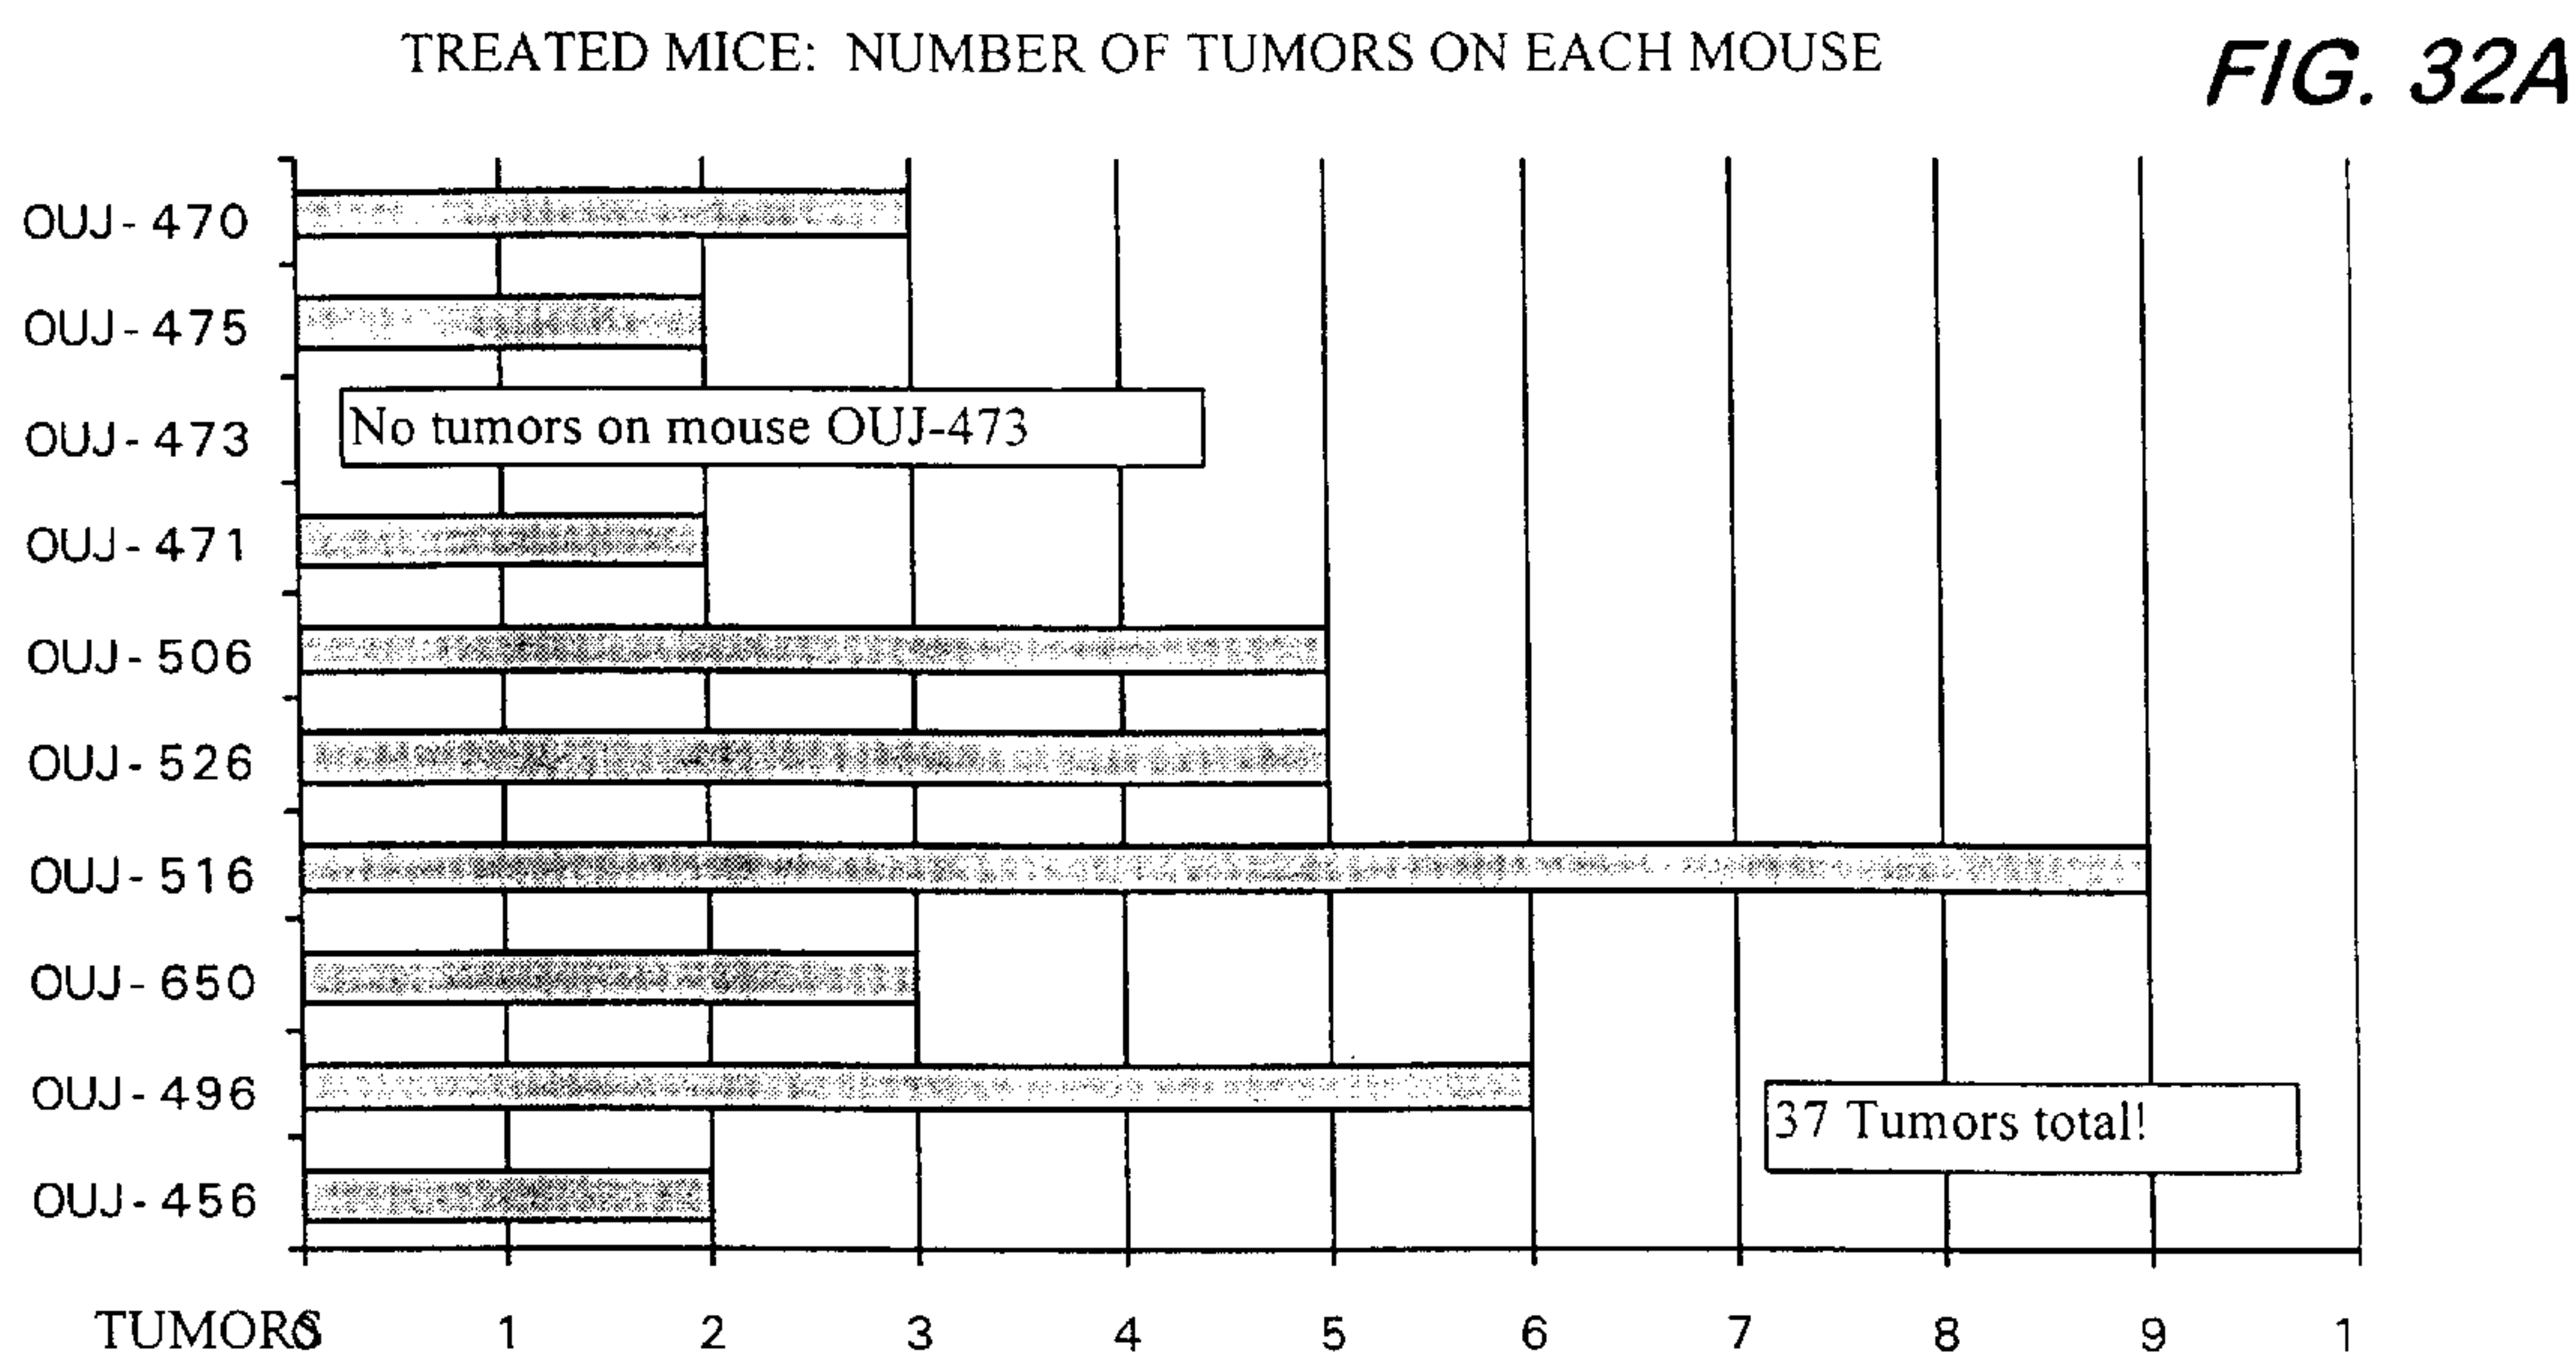 TREATED MICE: NUMBER OF TUMORS ON EACH MOUSE
FIG. 32A
OUJ-470
OUJ-475
OUJ-473
No tumors on mouse OUJ-473
OUJ-471
OUJ-506
OUJ-526
OUJ-516
OUJ-650
OUJ-496
37 Tumors total!
OUJ-456
TUMORS 0 1 2 3 4 5 6 7 8 9 1